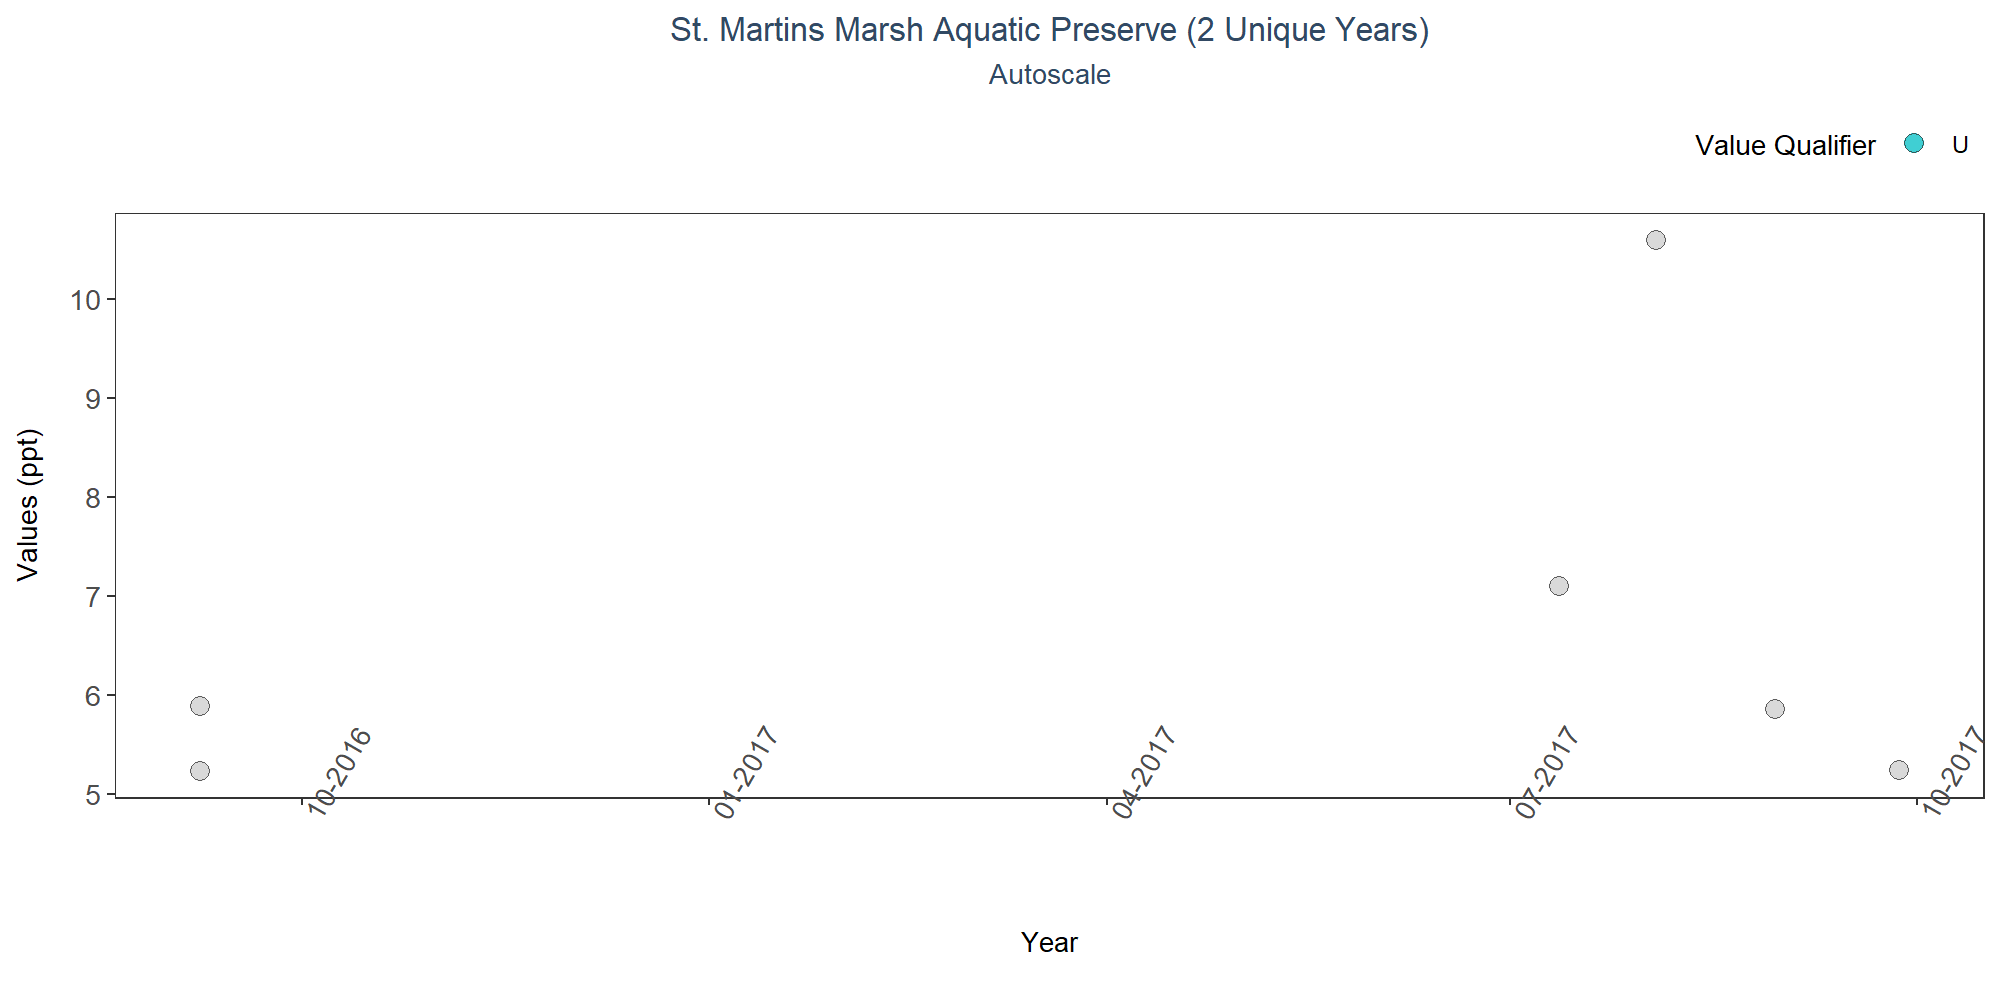 St. Martins Marsh Aquatic Preserve (2 Unique Years)
Autoscale
Value Qualifier U
10
9
8
7
6
5
Values (ppt)
10-2016
01-2017
04-2017
07-2017
10-2017
Year